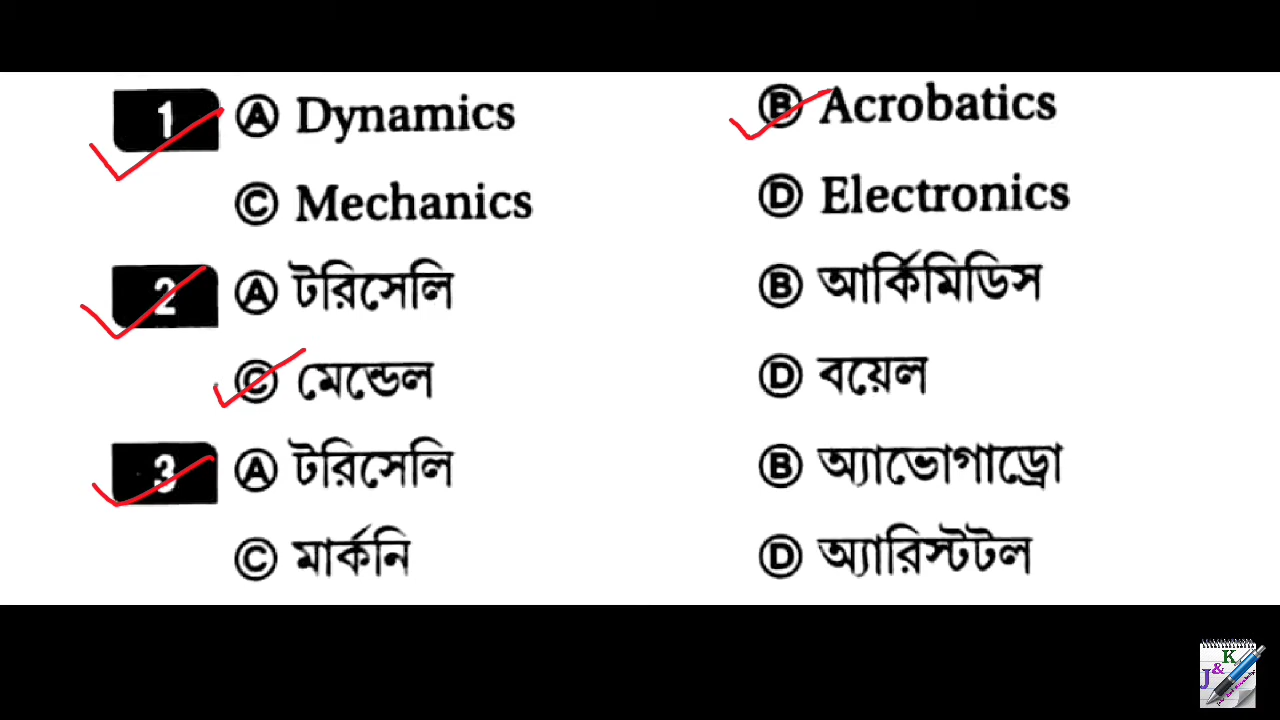 1 Ⓐ Dynamics Ⓑ Acrobatics
Ⓒ Mechanics Ⓓ Electronics
2 Ⓐ টরিসেলি Ⓑ আর্কিমিডিস
Ⓒ মেন্ডেল Ⓓ বয়েল
3 Ⓐ টরিসেলি Ⓑ অ্যাভোগাড্রো
Ⓒ মার্কনি Ⓓ অ্যারিস্টটল
J&K